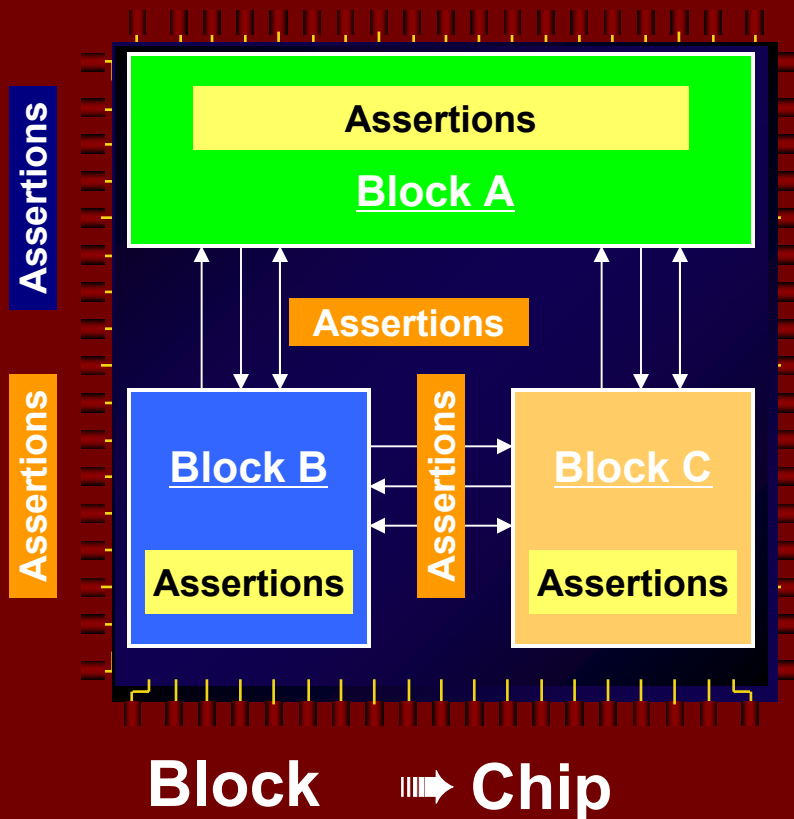 Assertions
Block A
Assertions
Assertions
Assertions
Assertions
Block B
Block C
Assertions
Assertions
Block
Chip